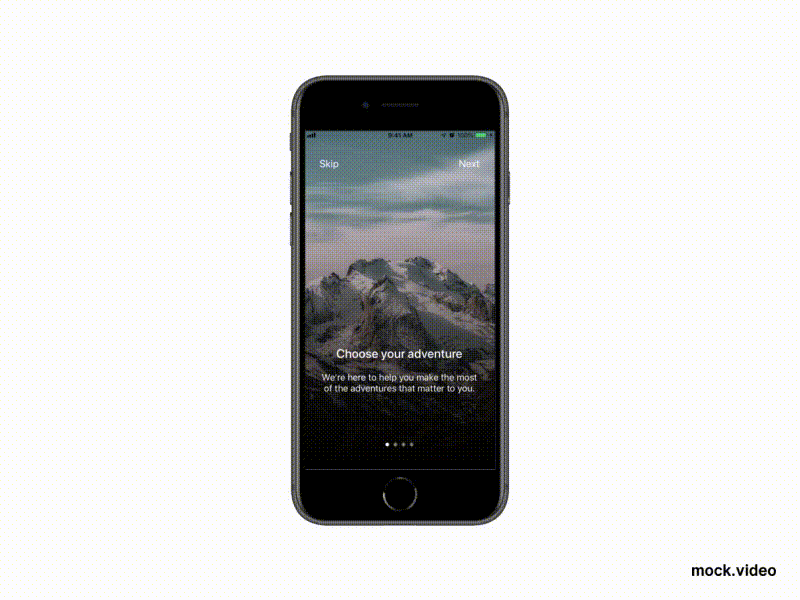 9:41 AM
100%
Skip
Next
Choose your adventure
We're here to help you make the most
of the adventures that matter to you.
mock.video